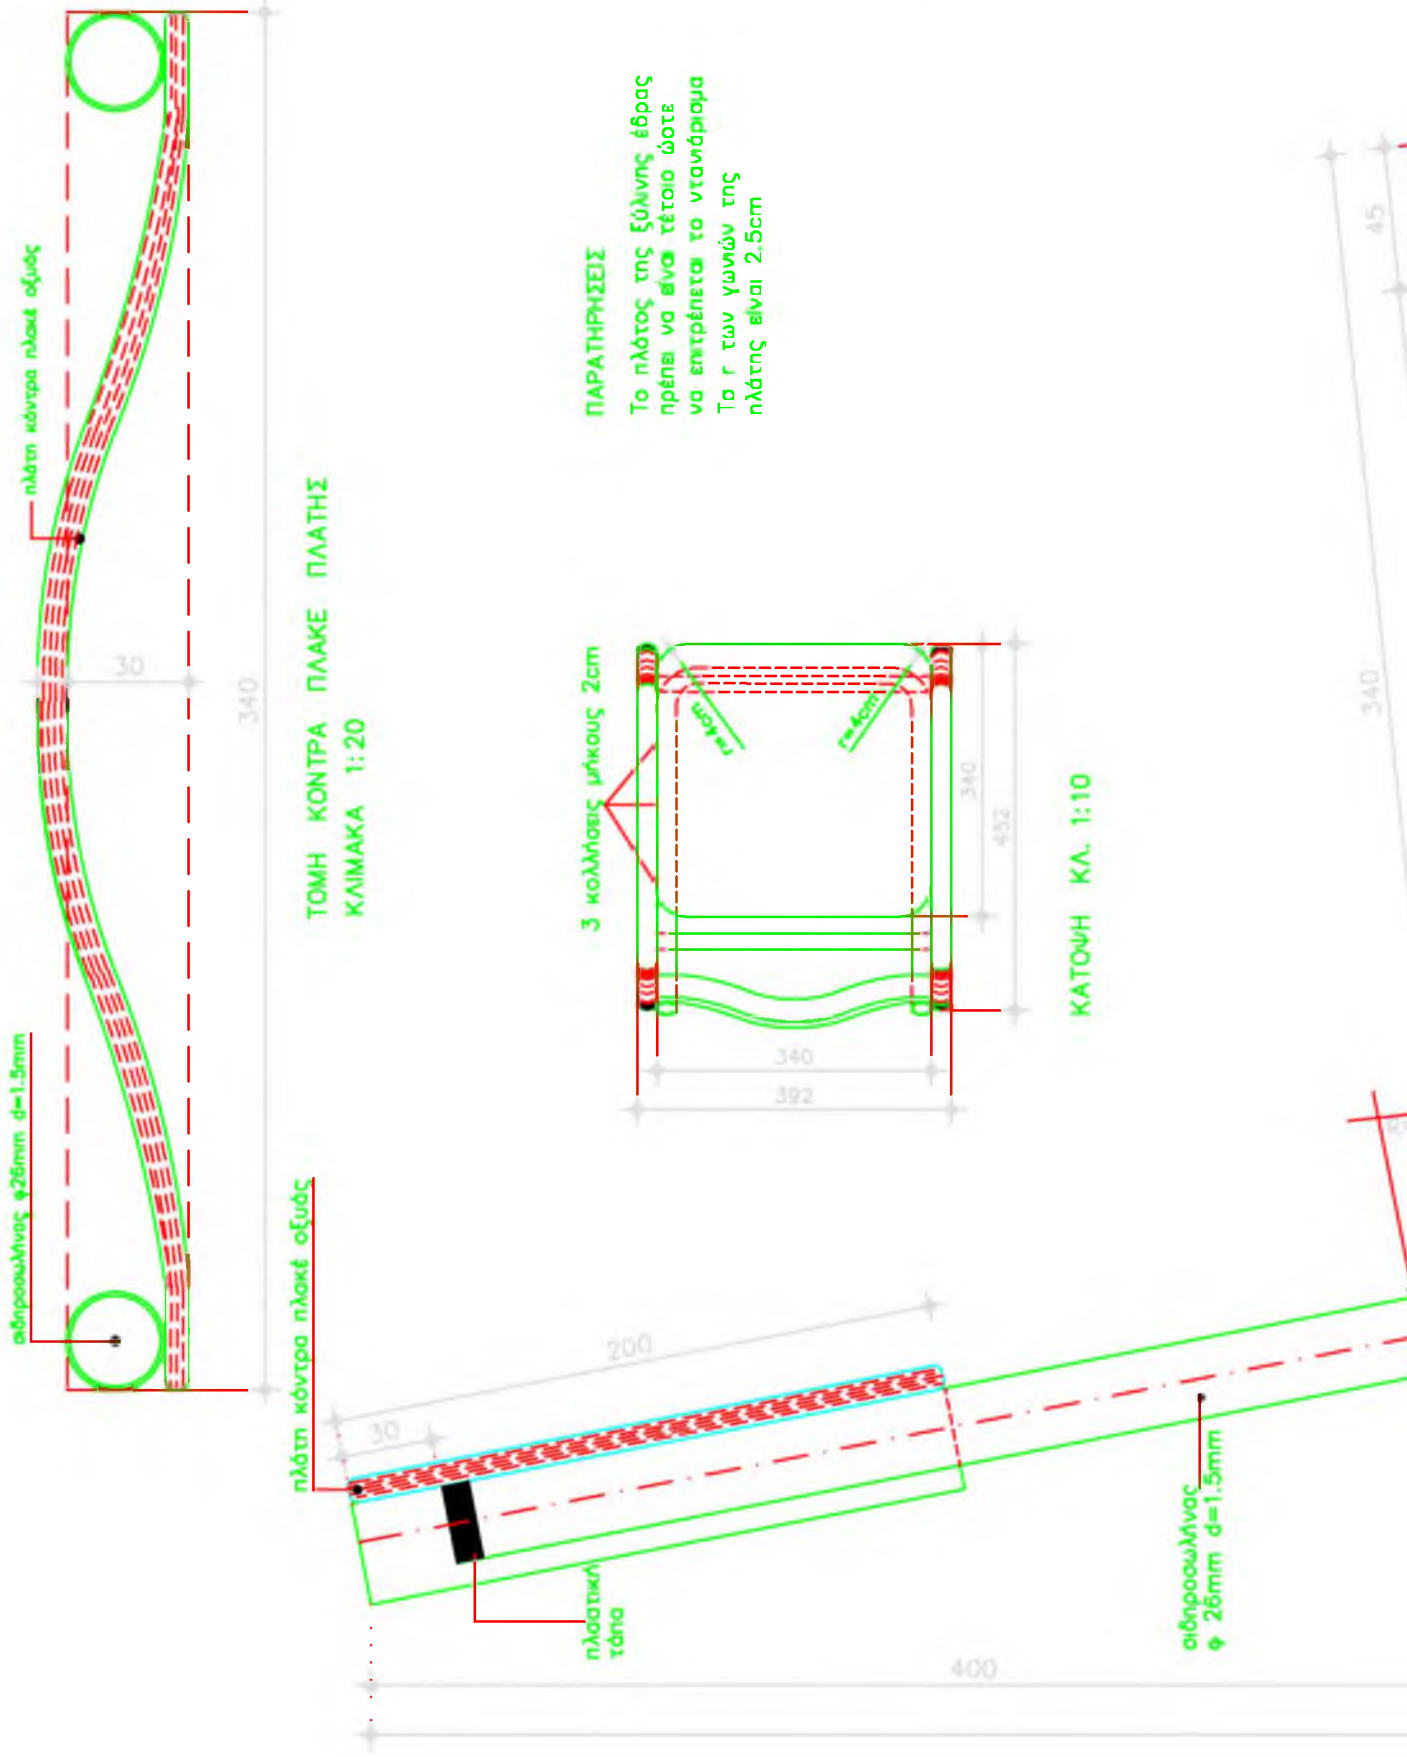 πλάτη κόντρα πλακέ οξυάς
30
340
σιδηροσωλήνας φ26mm d=1.5mm
ΤΟΜΗ ΚΟΝΤΡΑ ΠΛΑΚΕ ΠΛΑΤΗΣ
ΚΛΙΜΑΚΑ 1:20
ΠΑΡΑΤΗΡΗΣΕΙΣ
Το πλάτος της ξύλινης έδρας
πρέπει να είναι τέτοιο ώστε
να επιτρέπεται το ντανιάρισμα
Το r των γωνιών της
πλάτης είναι 2.5cm
3 κολλήσεις μήκους 2cm
r=4cm
r=4cm
340
452
340
392
ΚΑΤΟΨΗ ΚΛ. 1:10
45
340
πλάτη κόντρα πλακέ οξυάς
200
30
πλαστική
τάπα
σιδηροσωλήνας
φ 26mm d=1.5mm
400